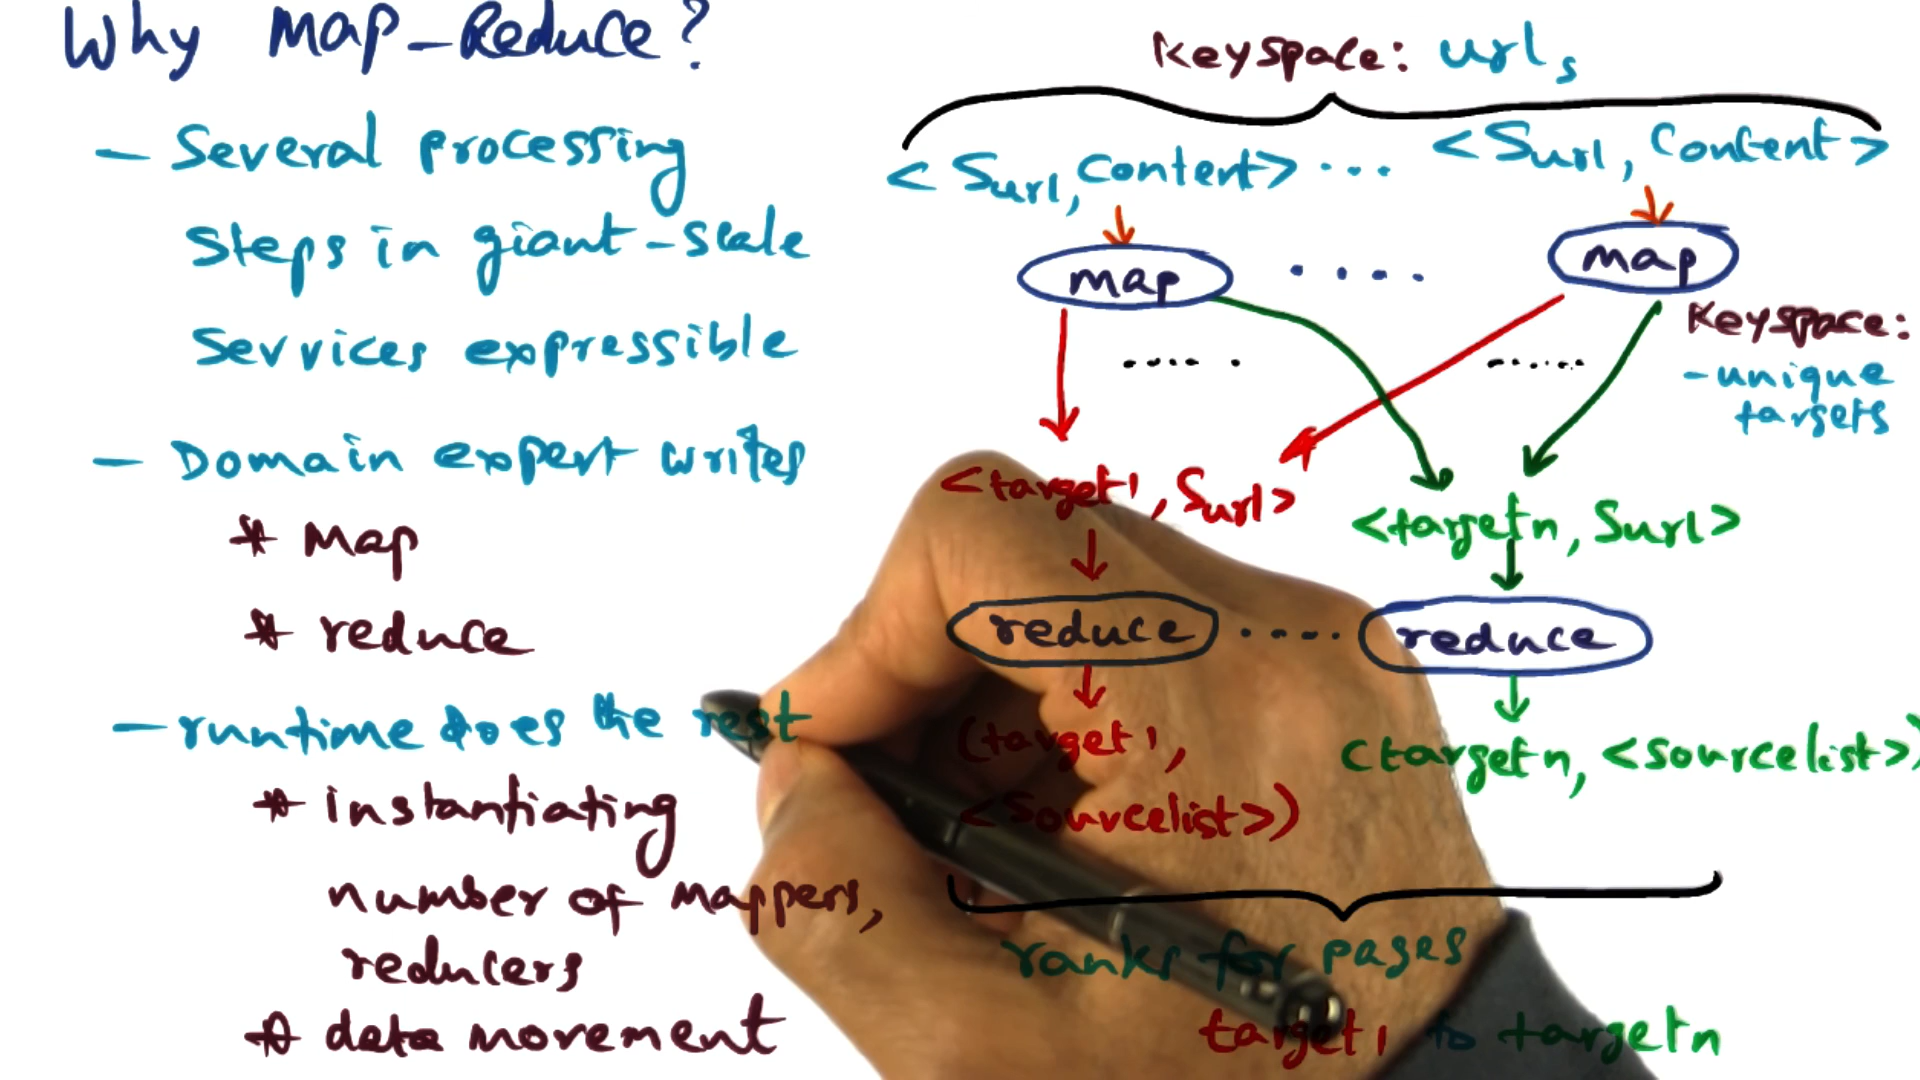 Why Map-Reduce?
- Several processing
Steps in giant-scale
Services expressible
- Domain expert writes
* Map
* reduce
- runtime does the rest
* instantiating
number of mappers,
reducers
* data movement
Keyspace: urls
<Surl, Content> ... <Surl, Content>
map .... map
Keyspace:
- unique
targets
<target1, Surl> <targetn, Surl>
reduce ..... reduce
(target1,
<Sourcelist>)
(targetn, <sourcelist>)
ranks for pages
target1 to targetn